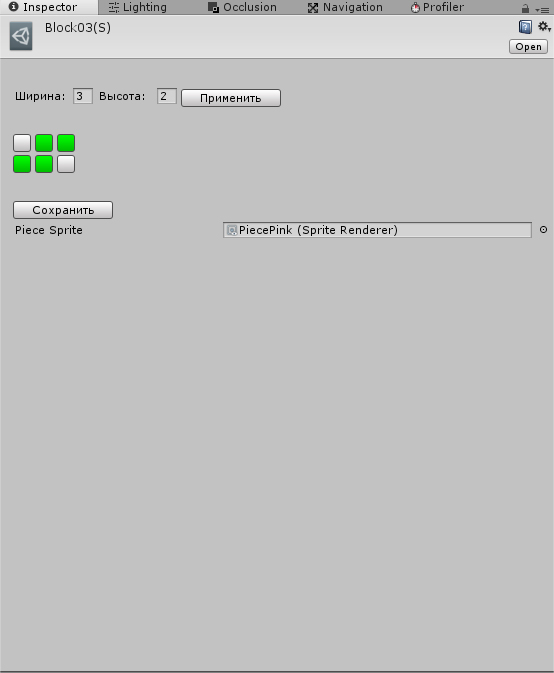 Inspector Lighting Occlusion Navigation Profiler
Block03(S)
Open
Ширина: 3 Высота: 2 Применить
Сохранить
Piece Sprite PiecePink (Sprite Renderer)